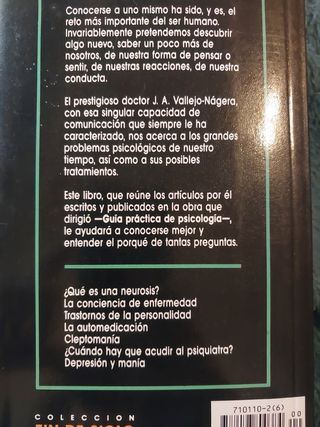 Conocerse a uno mismo ha sido, y es, el
reto más importante del ser humano.
Invariablemente pretendemos descubrir
algo nuevo, saber un poco más de
nosotros, de nuestra forma de pensar o
sentir, de nuestras reacciones, de nuestra
conducta.
El prestigioso doctor J. A. Vallejo-Nágera,
con esa singular capacidad de
comunicación que siempre le ha
caracterizado, nos acerca a los grandes
problemas psicológicos de nuestro
tiempo, así como a sus posibles
tratamientos.
Este libro, que reúne los artículos por él
escritos y publicados en la obra que
dirigió —Guía práctica de psicología—,
le ayudará a conocerse mejor y
entender el porqué de tantas preguntas.
¿Qué es una neurosis?
La conciencia de enfermedad
Trastornos de la personalidad
La automedicación
Cleptomanía
¿Cuándo hay que acudir al psiquiatra?
Depresión y manía
710110-2(6)
00
COLECCION
FIN DE SIGLO